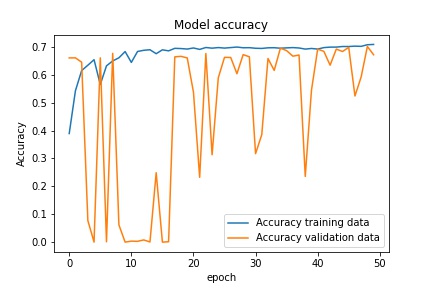 Model accuracy
0.7
0.6
0.5
0.4
0.3
0.2
0.1
0.0
Accuracy
Accuracy training data
Accuracy validation data
0 10 20 30 40 50
epoch